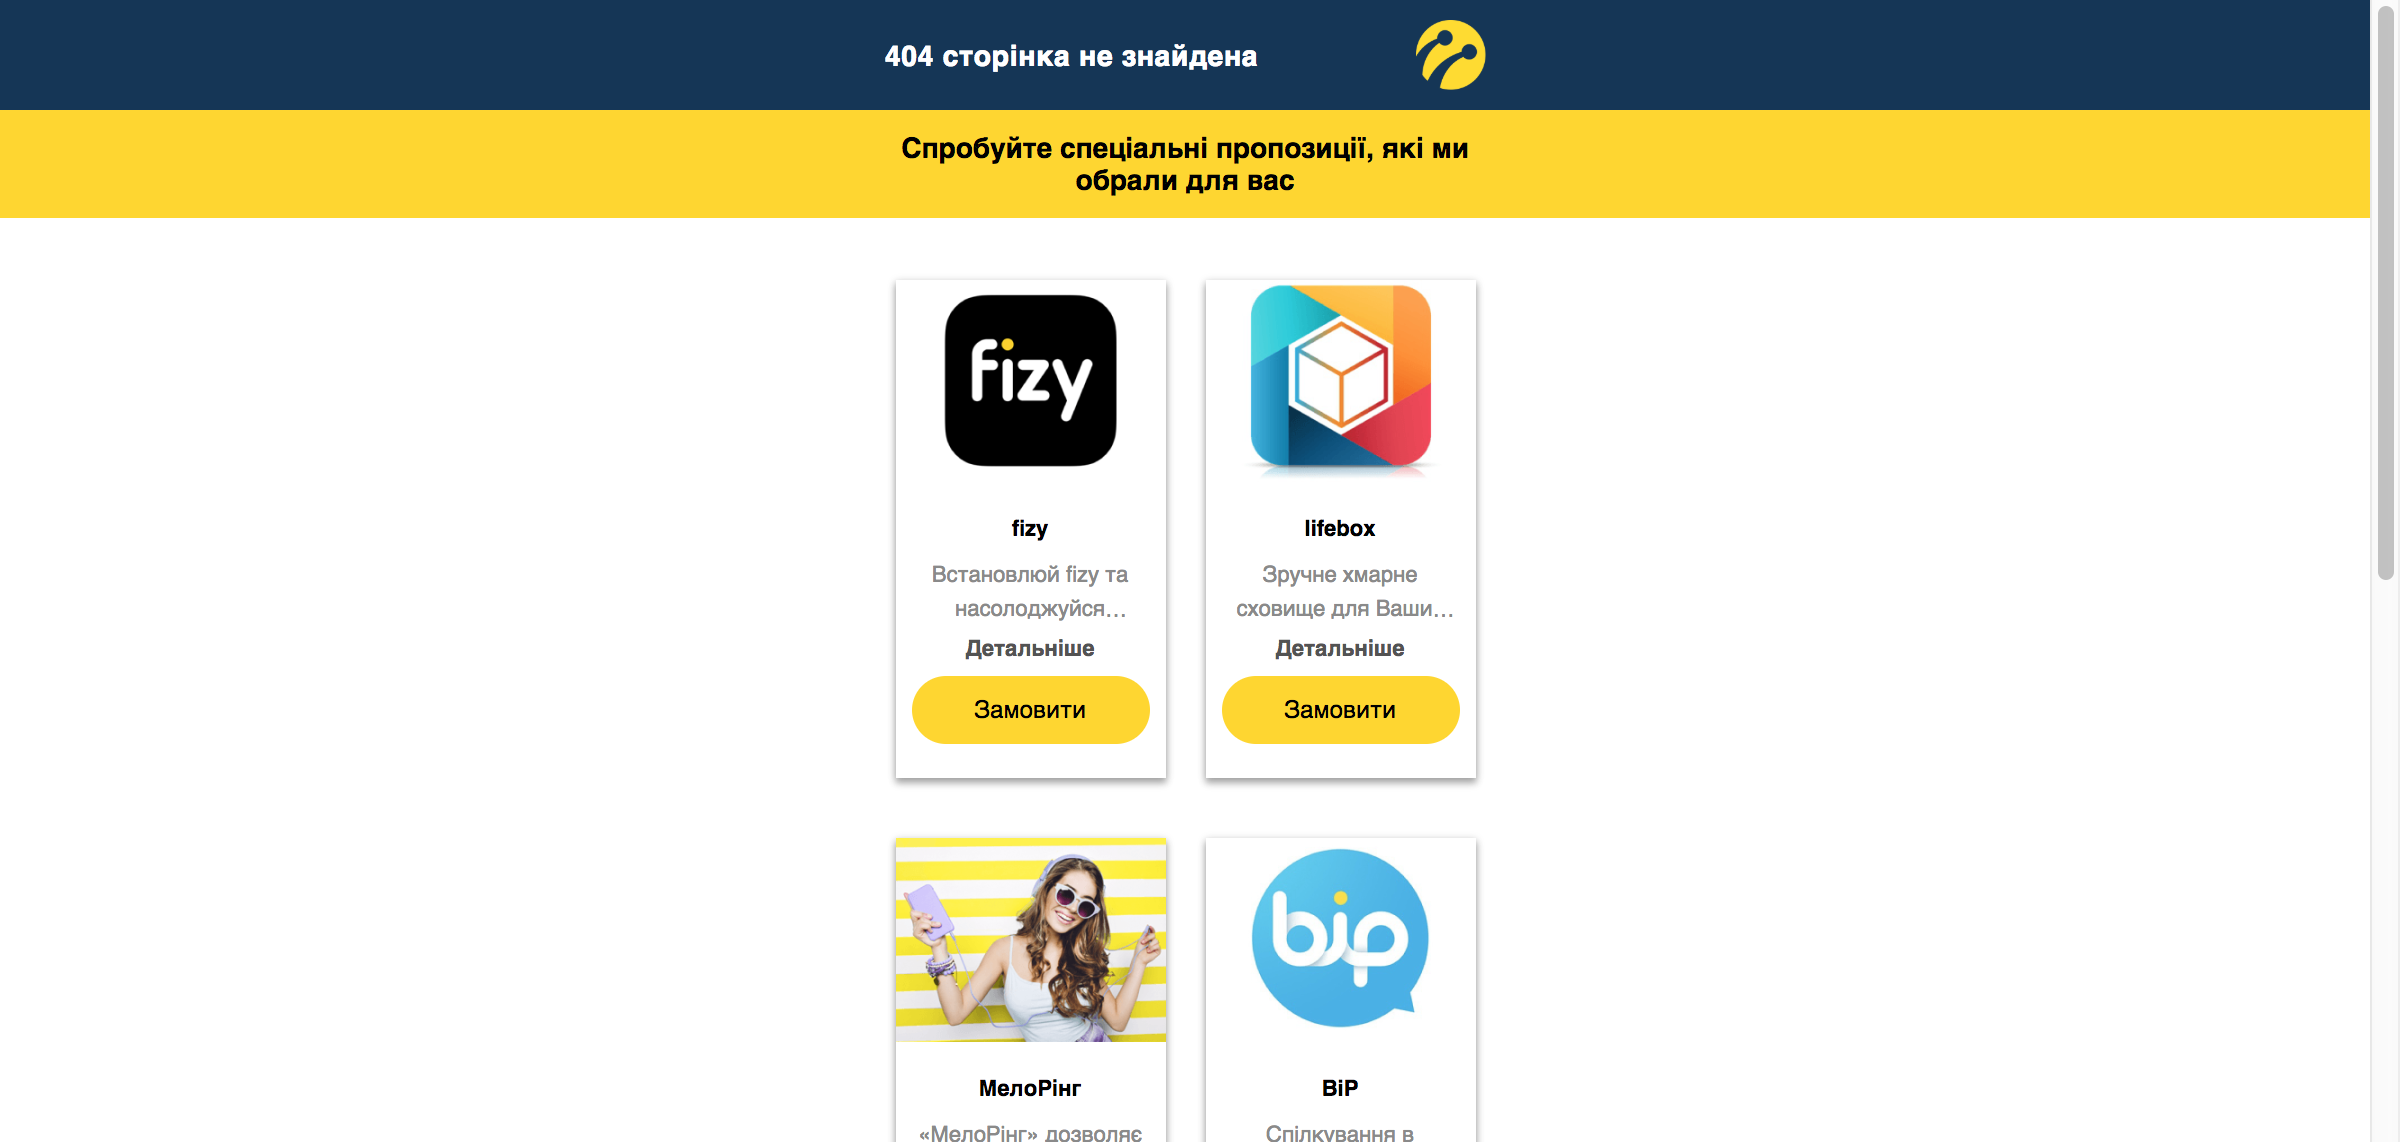 404 сторінка не знайдена
Спробуйте спеціальні пропозиції, які ми
обрали для вас
fizy
fizy
Встановлюй fizy та
насолоджуйся...
Детальніше
Замовити
lifebox
Зручне хмарне
сховище для Ваши...
Детальніше
Замовити
МелоРінг
«МелоРінг» дозволяє
bip
BiP
Спілкування в